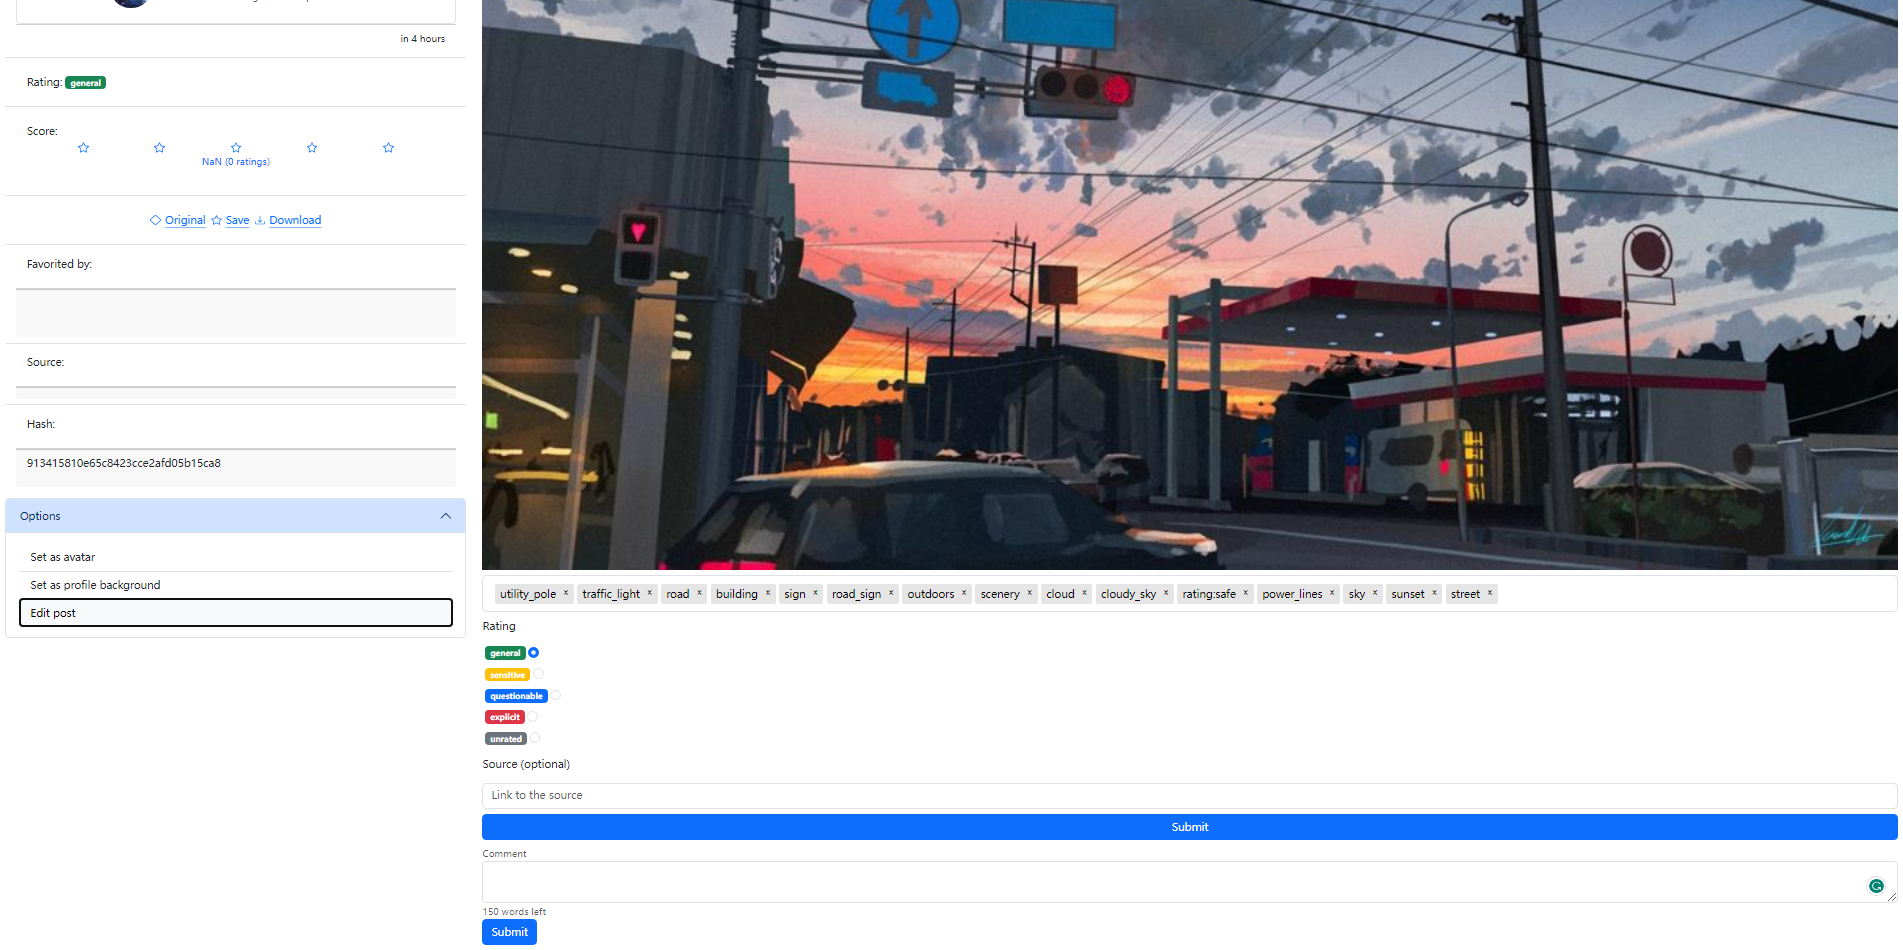 in 4 hours
Rating: general
Score:
NaN (0 ratings)
Original Save Download
Favorited by:
Source:
Hash:
913415810e65c8423cce2afd05b15ca8
Options
Set as avatar
Set as profile background
Edit post
utility_pole × traffic_light × road × building × sign × road_sign × outdoors × scenery × cloud × cloudy_sky × rating:safe × power_lines × sky × sunset × street ×
Rating
general
sensitive
questionable
explicit
unrated
Source (optional)
Link to the source
Submit
Comment
150 words left
Submit